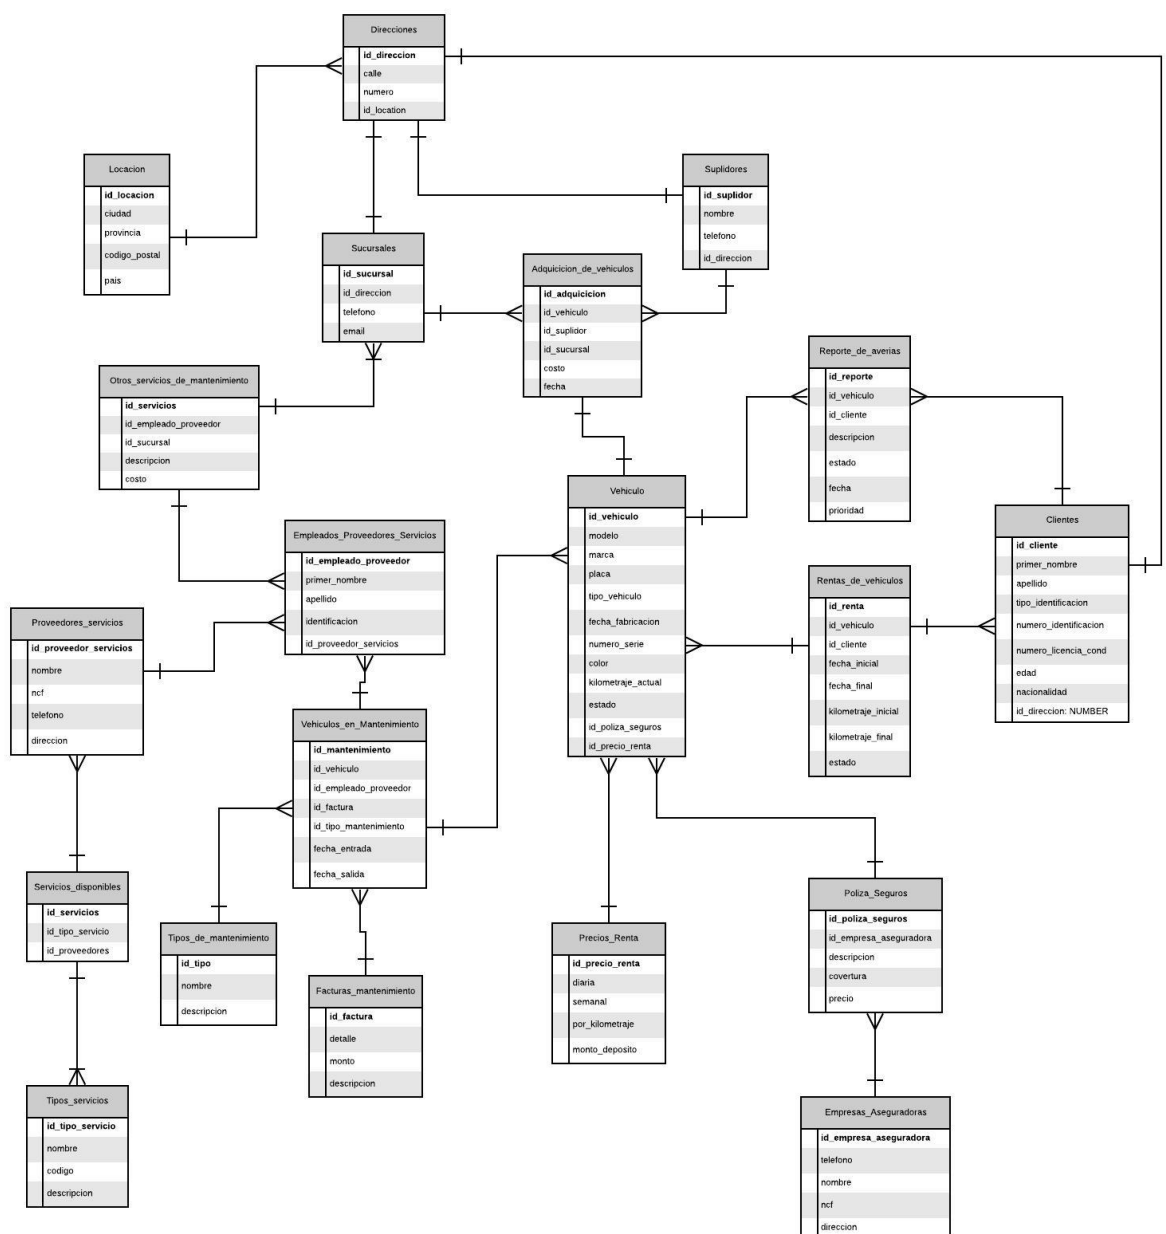 Direcciones
id_direccion
calle
numero
id_location
Locacion
id_locacion
ciudad
provincia
codigo_postal
pais
Suplidores
id_suplidor
nombre
telefono
id_direccion
Sucursales
id_sucursal
id_direccion
telefono
email
Adquicicion_de_vehiculos
id_adquicicion
id_vehiculo
id_suplidor
id_sucursal
costo
fecha
Reporte_de_averias
id_reporte
id_vehiculo
id_cliente
descripcion
estado
fecha
prioridad
Otros_servicios_de_mantenimiento
id_servicios
id_empleado_proveedor
id_sucursal
descripcion
costo
Vehiculo
id_vehiculo
modelo
marca
placa
tipo_vehiculo
fecha_fabricacion
numero_serie
color
kilometraje_actual
estado
id_poliza_seguros
id_precio_renta
Clientes
id_cliente
primer_nombre
apellido
tipo_identificacion
numero_identificacion
numero_licencia_cond
edad
nacionalidad
id_direccion: NUMBER
Empleados_Proveedores_Servicios
id_empleado_proveedor
primer_nombre
apellido
identificacion
id_proveedor_servicios
Rentas_de_vehiculos
id_renta
id_vehiculo
id_cliente
fecha_inicial
fecha_final
kilometraje_inicial
kilometraje_final
estado
Proveedores_servicios
id_proveedor_servicios
nombre
ncf
telefono
direccion
Vehiculos_en_Mantenimiento
id_mantenimiento
id_vehiculo
id_empleado_proveedor
id_factura
id_tipo_mantenimiento
fecha_entrada
fecha_salida
Servicios_disponibles
id_servicios
id_tipo_servicio
id_proveedores
Tipos_de_mantenimiento
id_tipo
nombre
descripcion
Facturas_mantenimiento
id_factura
detalle
monto
descripcion
Precios_Renta
id_precio_renta
diaria
semanal
por_kilometraje
monto_deposito
Poliza_Seguros
id_poliza_seguros
id_empresa_aseguradora
descripcion
covertura
precio
Tipos_servicios
id_tipo_servicio
nombre
codigo
descripcion
Empresas_Aseguradoras
id_empresa_aseguradora
telefono
nombre
ncf
direccion